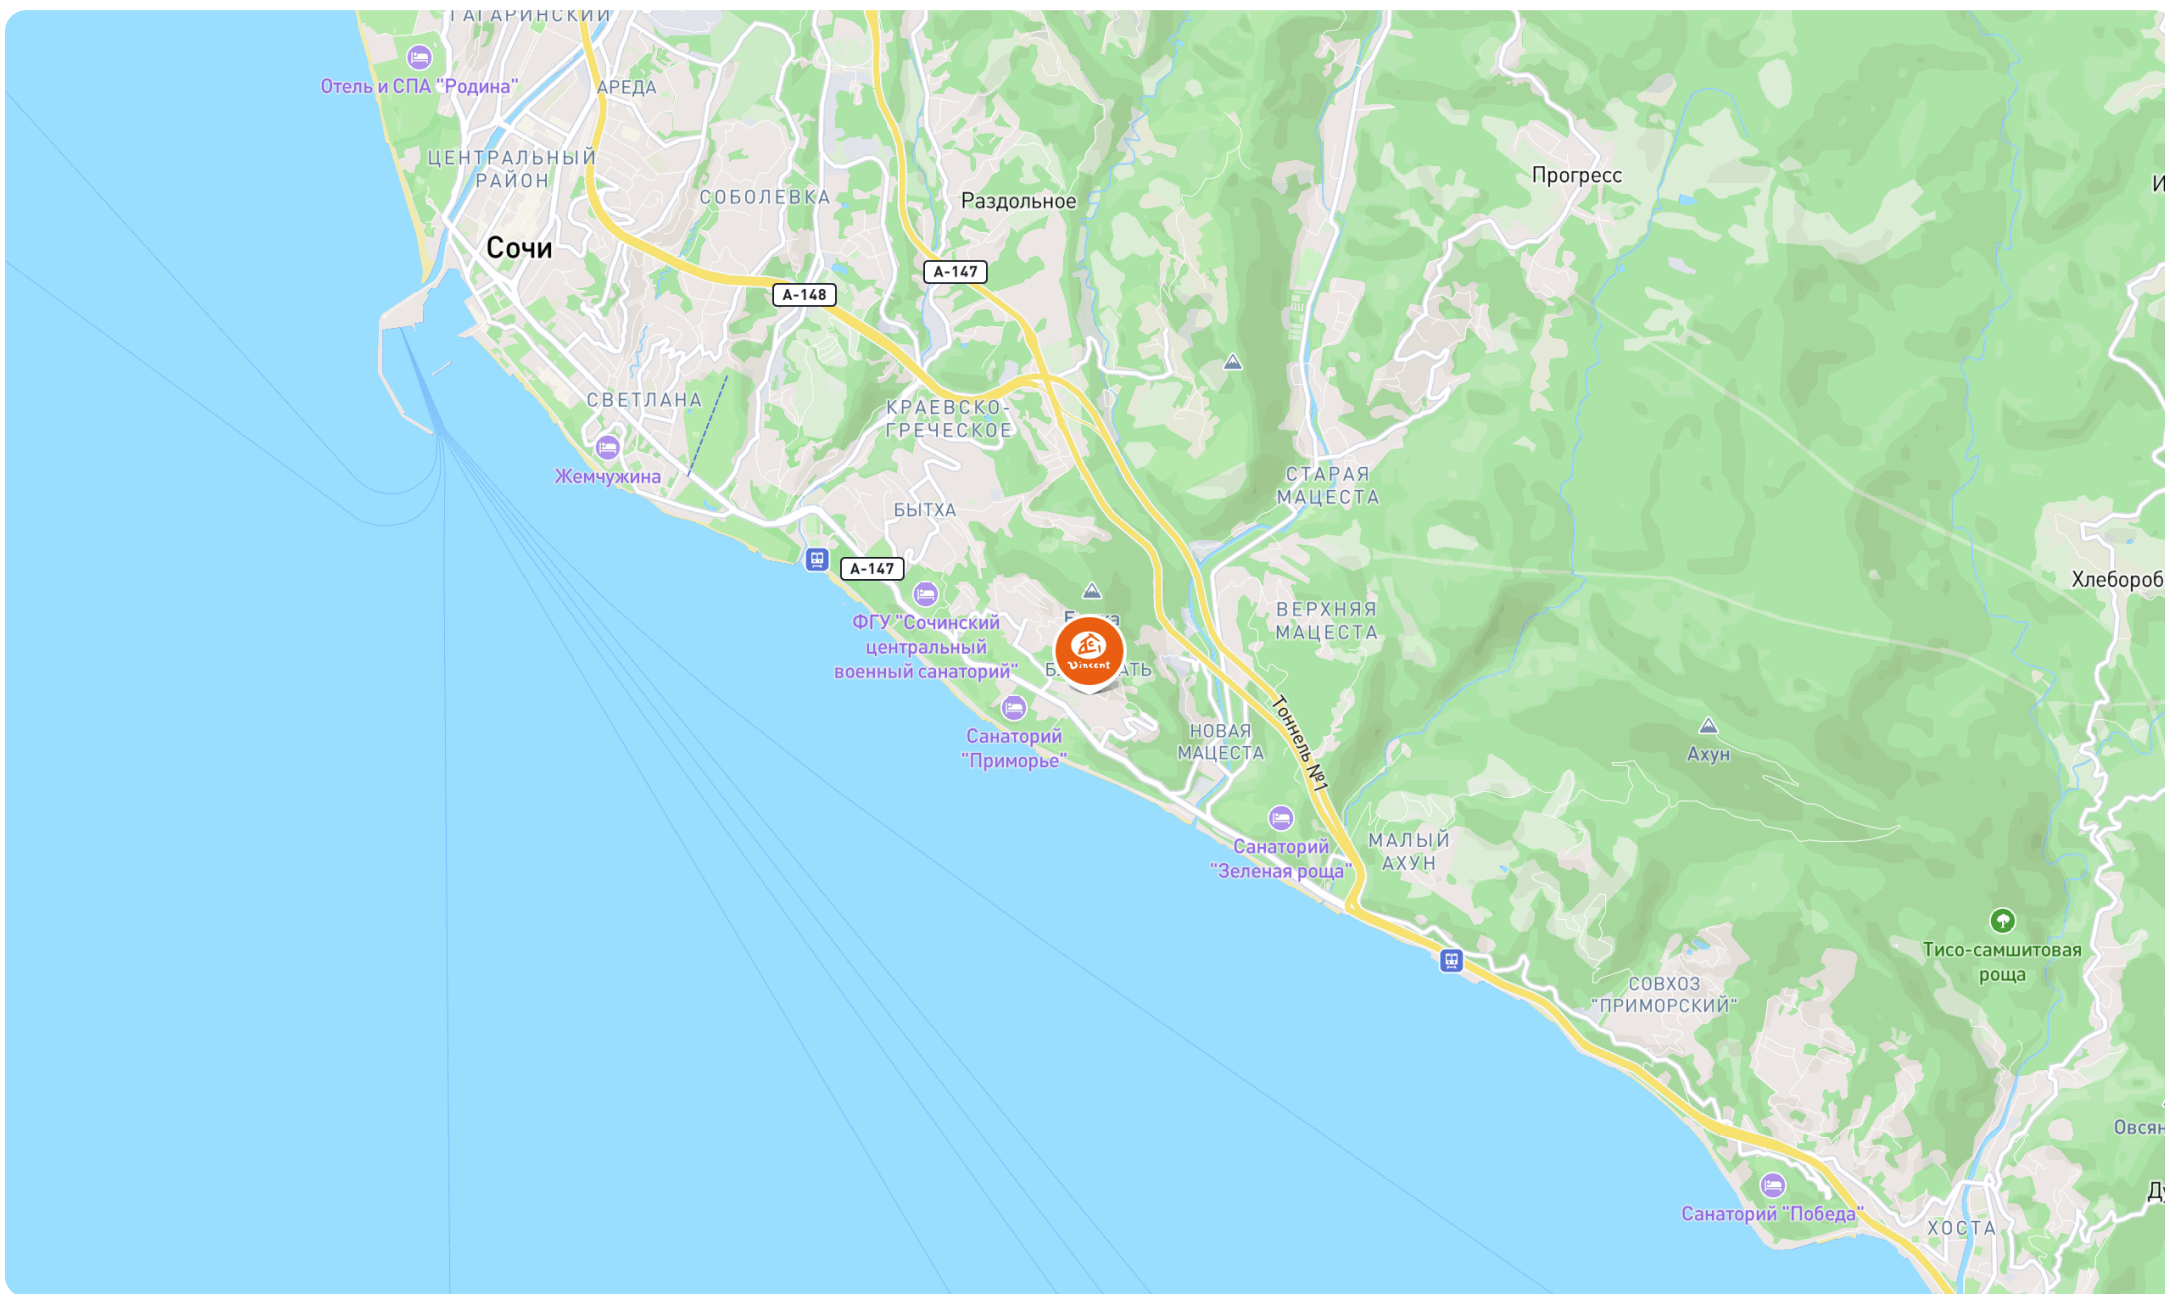 ГАГАРИНСКИЙ
Отель и СПА "Родина"
АРЕДА
ЦЕНТРАЛЬНЫЙ
РАЙОН
СОБОЛЕВКА
Раздольное
Прогресс
Сочи
А-147
А-148
СВЕТЛАНА
КРАЕВСКО-
ГРЕЧЕСКОЕ
Жемчужина
СТАРАЯ
МАЦЕСТА
БЫТХА
А-147
Хлебороб
ФГУ "Сочинский
центральный
военный санаторий"
ВЕРХНЯЯ
МАЦЕСТА
Vincent
Санаторий
"Приморье"
НОВАЯ
МАЦЕСТА
Тоннель №1
Ахун
Санаторий
"Зеленая роща"
МАЛЫЙ
АХУН
Тисо-самшитовая
роща
СОВХОЗ
"ПРИМОРСКИЙ"
Овсян
Санаторий "Победа"
ХОСТА